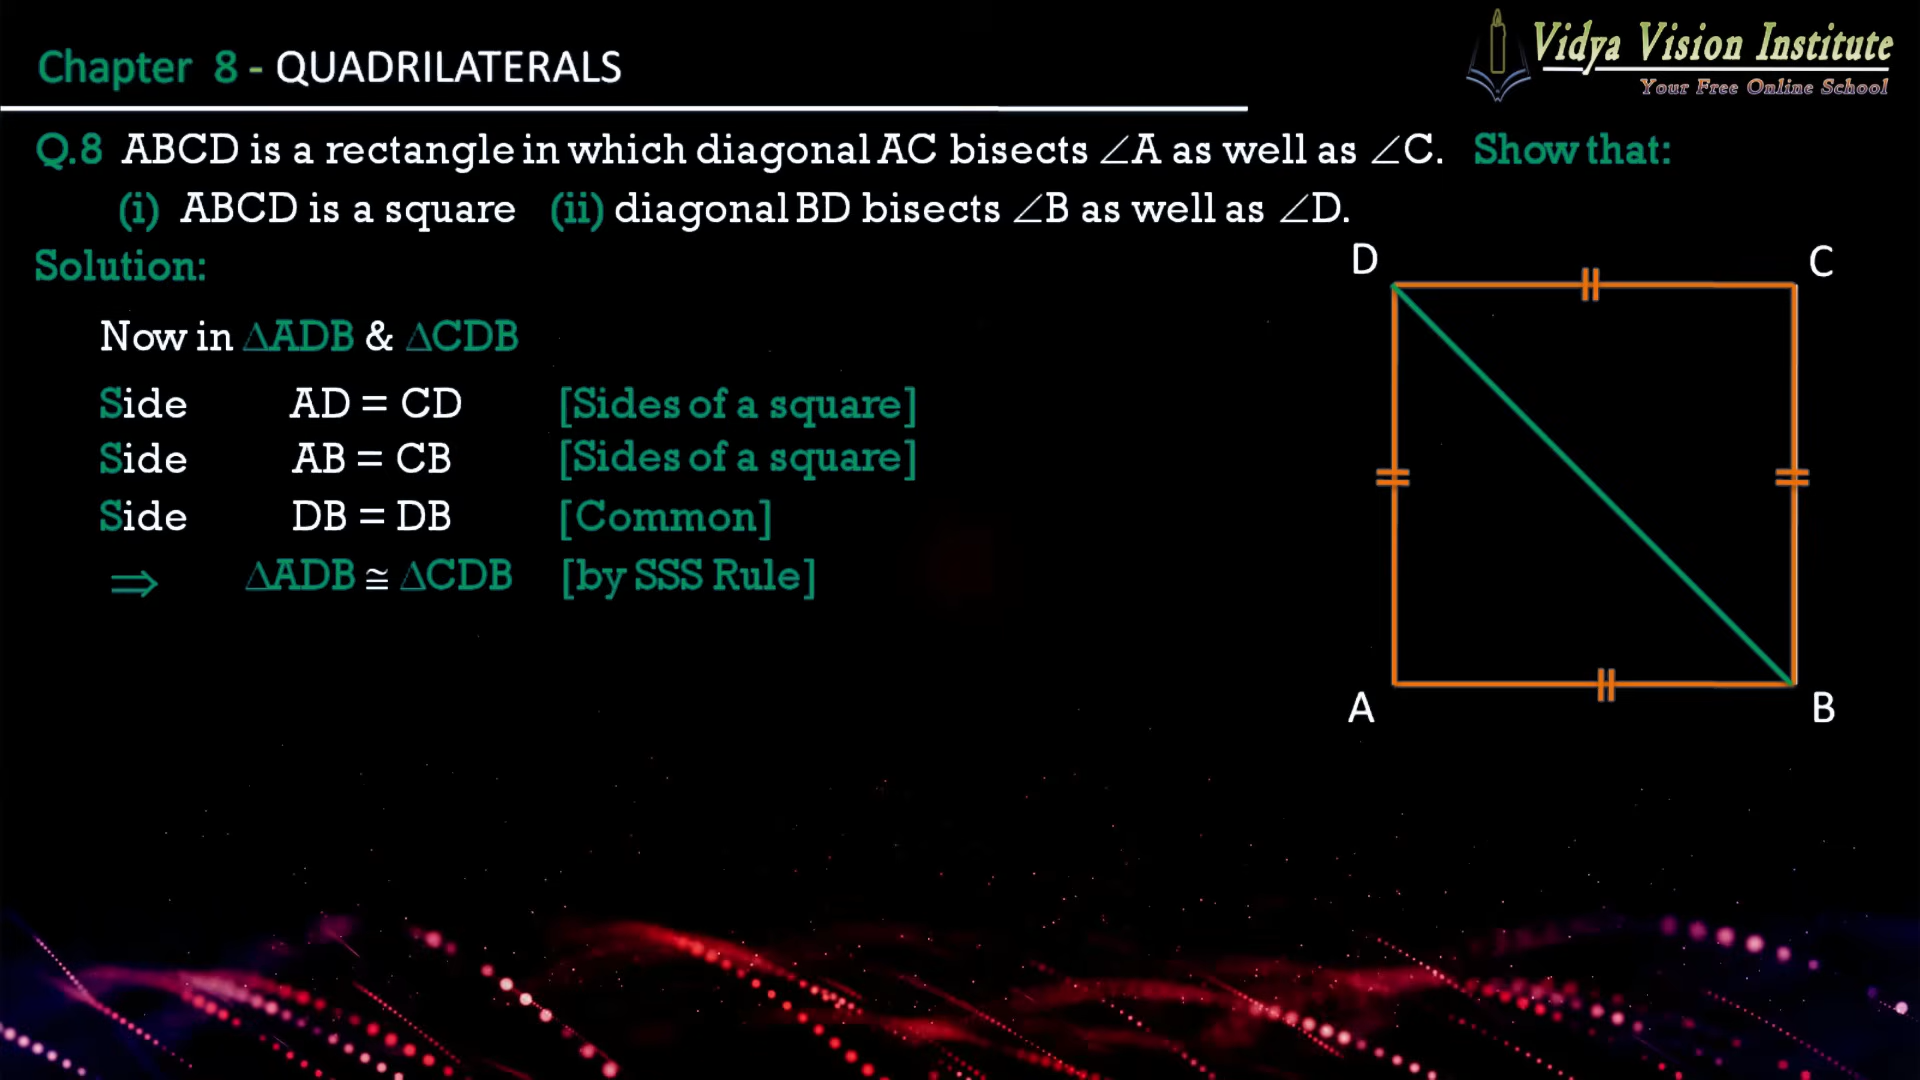 Chapter 8 - QUADRILATERALS
Vidya Vision Institute
Your Free Online School
Q.8 ABCD is a rectangle in which diagonal AC bisects ∠A as well as ∠C. Show that:
(i) ABCD is a square (ii) diagonal BD bisects ∠B as well as ∠D.
Solution:
D
C
Now in ΔADB & ΔCDB
Side AD = CD [Sides of a square]
Side AB = CB [Sides of a square]
Side DB = DB [Common]
⇒ ΔADB ≅ ΔCDB [by SSS Rule]
A
B